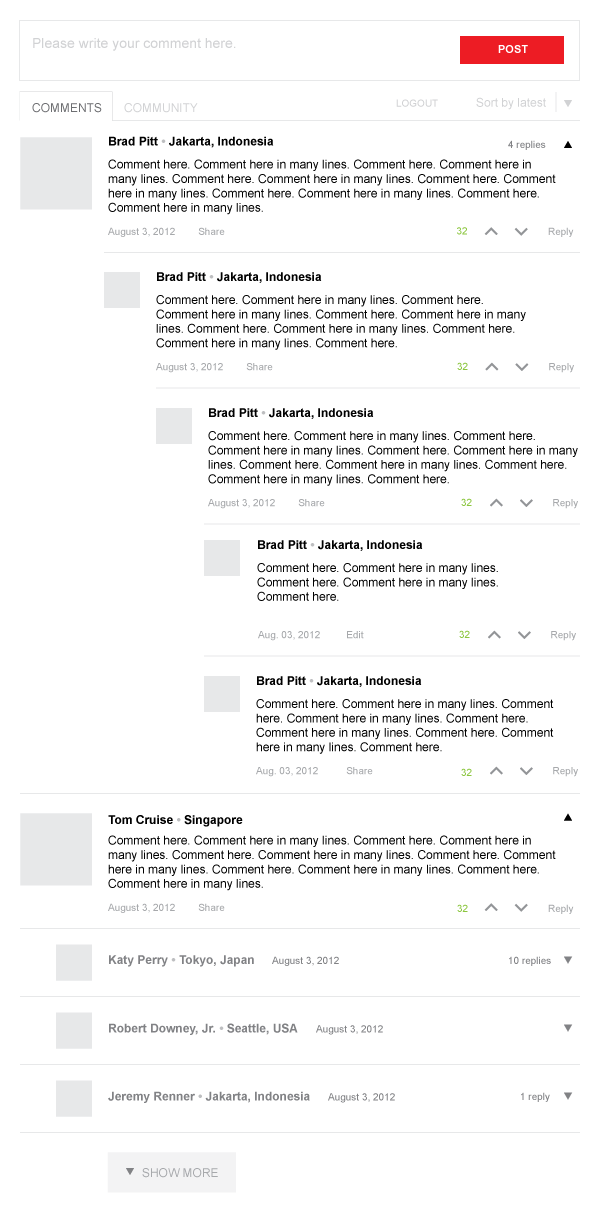 Please write your comment here.
POST
COMMENTS COMMUNITY LOGOUT Sort by latest ▼
Brad Pitt • Jakarta, Indonesia 4 replies ▲
Comment here. Comment here in many lines. Comment here. Comment here in
many lines. Comment here. Comment here in many lines. Comment here. Comment
here in many lines. Comment here. Comment here in many lines. Comment here.
Comment here in many lines.
August 3, 2012 Share 32 Reply
Brad Pitt • Jakarta, Indonesia
Comment here. Comment here in many lines. Comment here.
Comment here in many lines. Comment here. Comment here in many
lines. Comment here. Comment here in many lines. Comment here.
Comment here in many lines. Comment here.
August 3, 2012 Share 32 Reply
Brad Pitt • Jakarta, Indonesia
Comment here. Comment here in many lines. Comment here.
Comment here in many lines. Comment here. Comment here in many
lines. Comment here. Comment here in many lines. Comment here.
Comment here in many lines. Comment here.
August 3, 2012 Share 32 Reply
Brad Pitt • Jakarta, Indonesia
Comment here. Comment here in many lines.
Comment here. Comment here in many lines.
Comment here.
Aug. 03, 2012 Edit 32 Reply
Brad Pitt • Jakarta, Indonesia
Comment here. Comment here in many lines. Comment
here. Comment here in many lines. Comment here.
Comment here in many lines. Comment here. Comment
here in many lines. Comment here.
Aug. 03, 2012 Share 32 Reply
Tom Cruise • Singapore ▲
Comment here. Comment here in many lines. Comment here. Comment here in
many lines. Comment here. Comment here in many lines. Comment here. Comment
here in many lines. Comment here. Comment here in many lines. Comment here.
Comment here in many lines.
August 3, 2012 Share 32 Reply
Katy Perry • Tokyo, Japan August 3, 2012 10 replies ▼
Robert Downey, Jr. • Seattle, USA August 3, 2012 ▼
Jeremy Renner • Jakarta, Indonesia August 3, 2012 1 reply ▼
▼ SHOW MORE